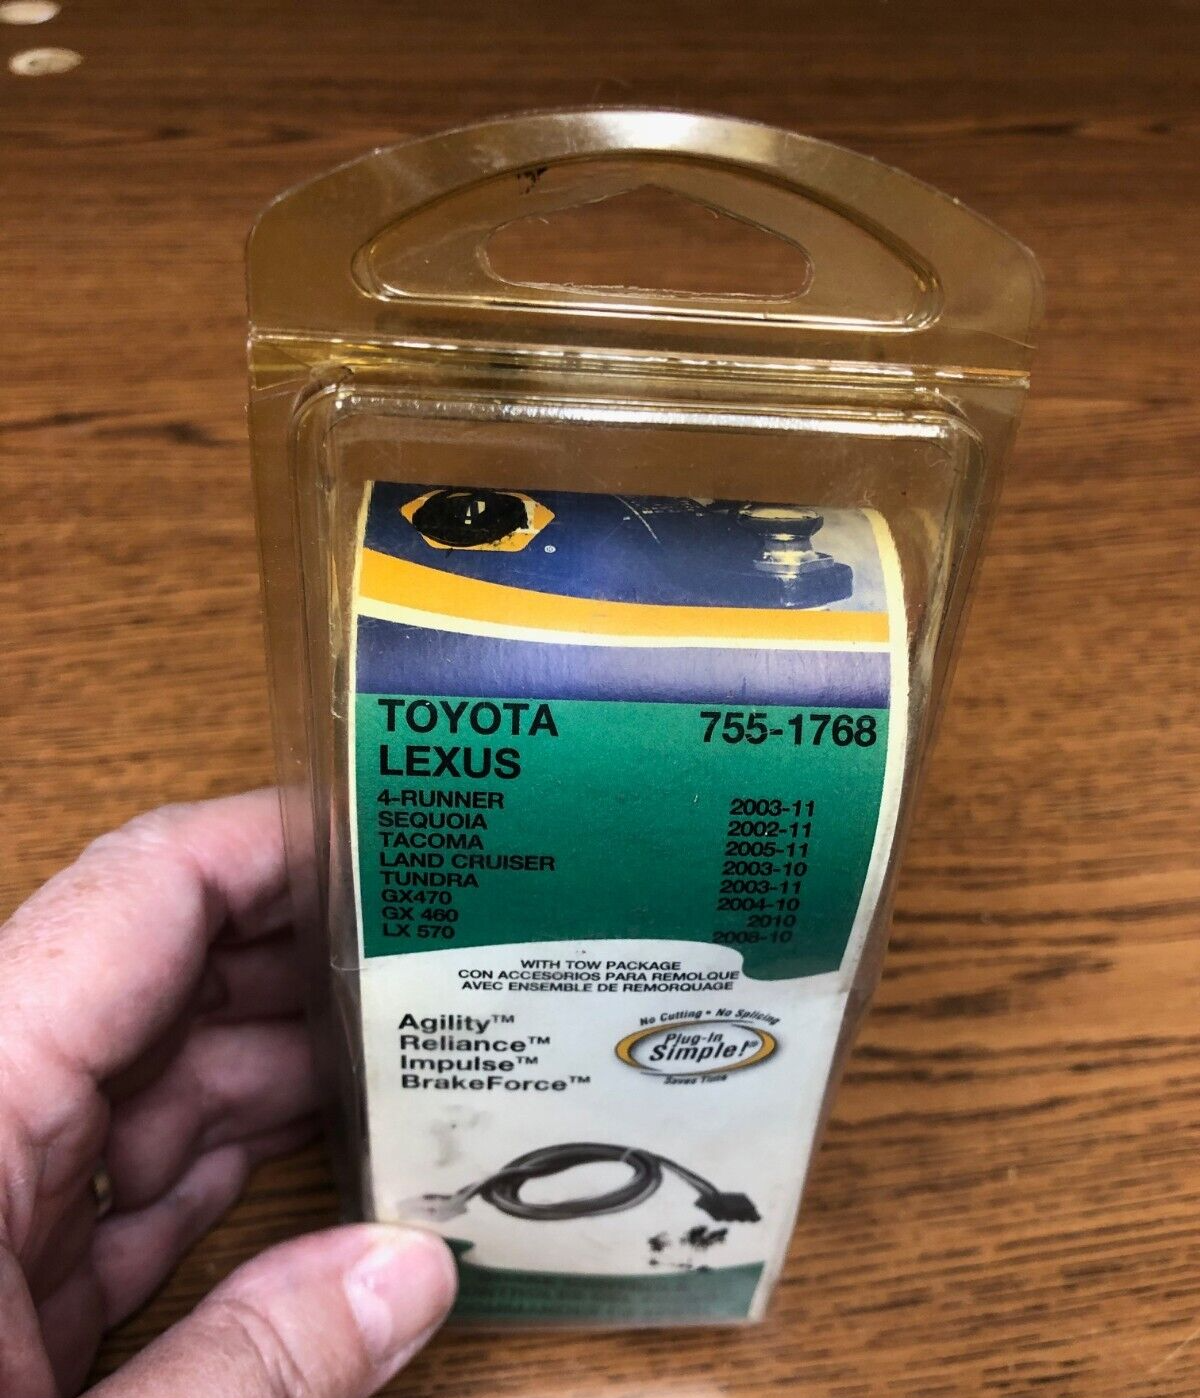 TOYOTA 755-1768
LEXUS
4-RUNNER 2003-11
SEQUOIA 2002-11
TACOMA 2005-11
LAND CRUISER 2003-10
TUNDRA 2003-11
GX470 2004-10
GX 460 2010
LX 570 2008-10
WITH TOW PACKAGE
CON ACCESORIOS PARA REMOLQUE
AVEC ENSEMBLE DE REMORQUAGE
Agility™
Reliance™
Impulse™
BrakeForce™
No Cutting • No Splicing
Plug-In
Simple!®
Saves Time